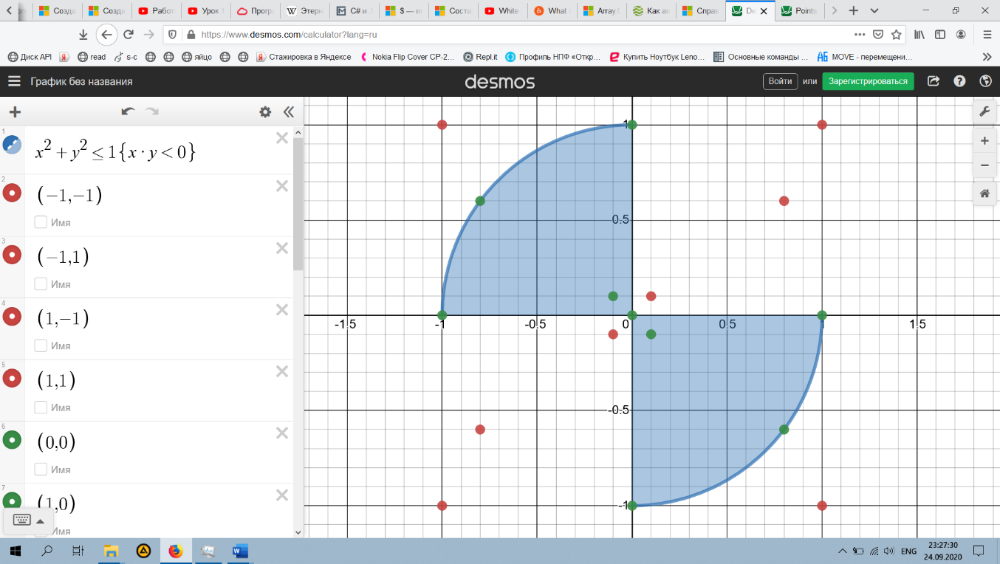 Созда
Созда
Работ
Урок 1
Прогр
Этерн
C# и
$ — и
Соста
White
What
Array.
Как ав
Справ
De
Points
https://www.desmos.com/calculator?lang=ru
Диск API
read
s-c
яйцо
Стажировка в Яндексе
Nokia Flip Cover CP-2...
Repl.it
Профиль НПФ «Откр...
Купить Ноутбук Leno...
Основные команды ...
MOVE - перемещени...
График без названия
desmos
Войти или Зарегистрироваться
1
x² + y² ≤ 1{x · y < 0}
2
(−1,−1)
Имя
3
(−1,1)
Имя
4
(1,−1)
Имя
5
(1,1)
Имя
6
(0,0)
Имя
7
(1,0)
Имя
1
0.5
-1.5 -1 -0.5 0 0.5 1 1.5
-0.5
-1
ENG
23:27:30
24.09.2020